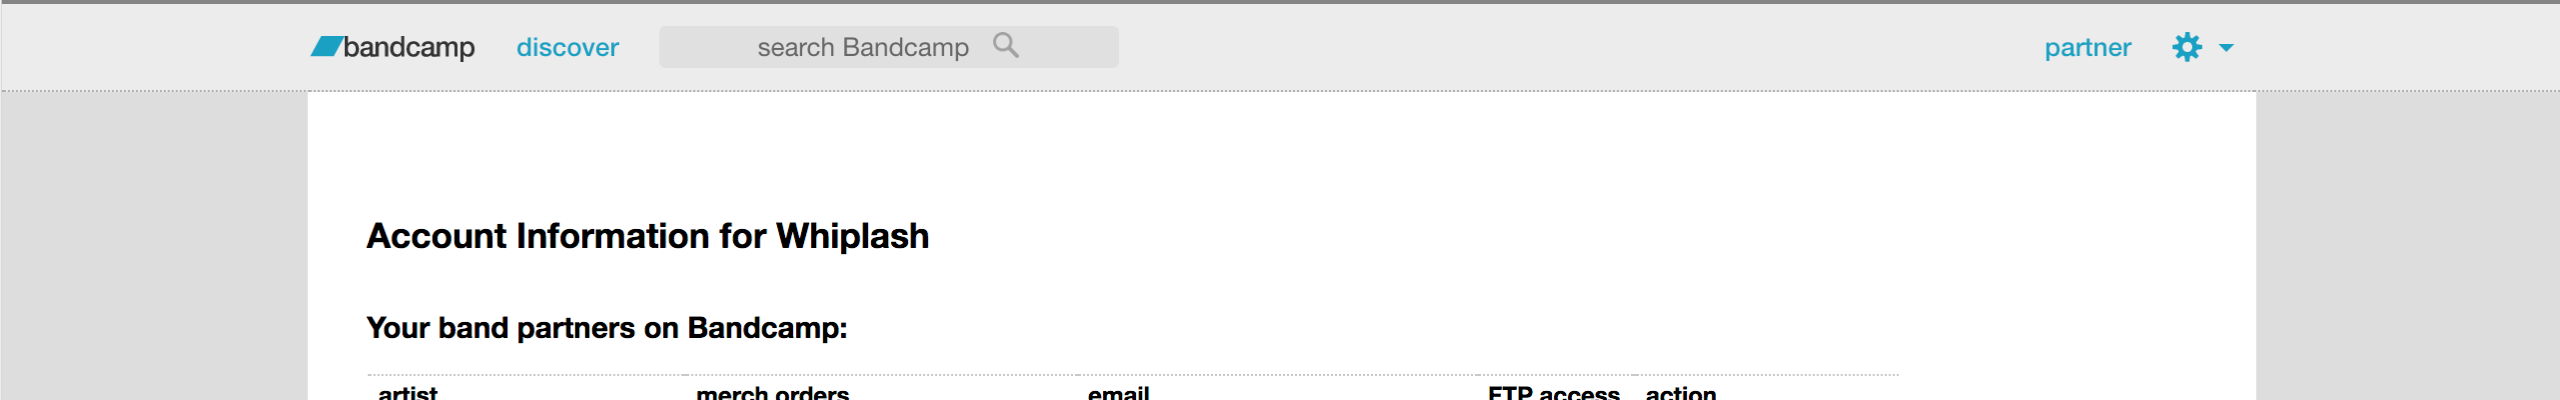 bandcamp discover search Bandcamp partner
Account Information for Whiplash
Your band partners on Bandcamp:
artist merch orders email FTP access action